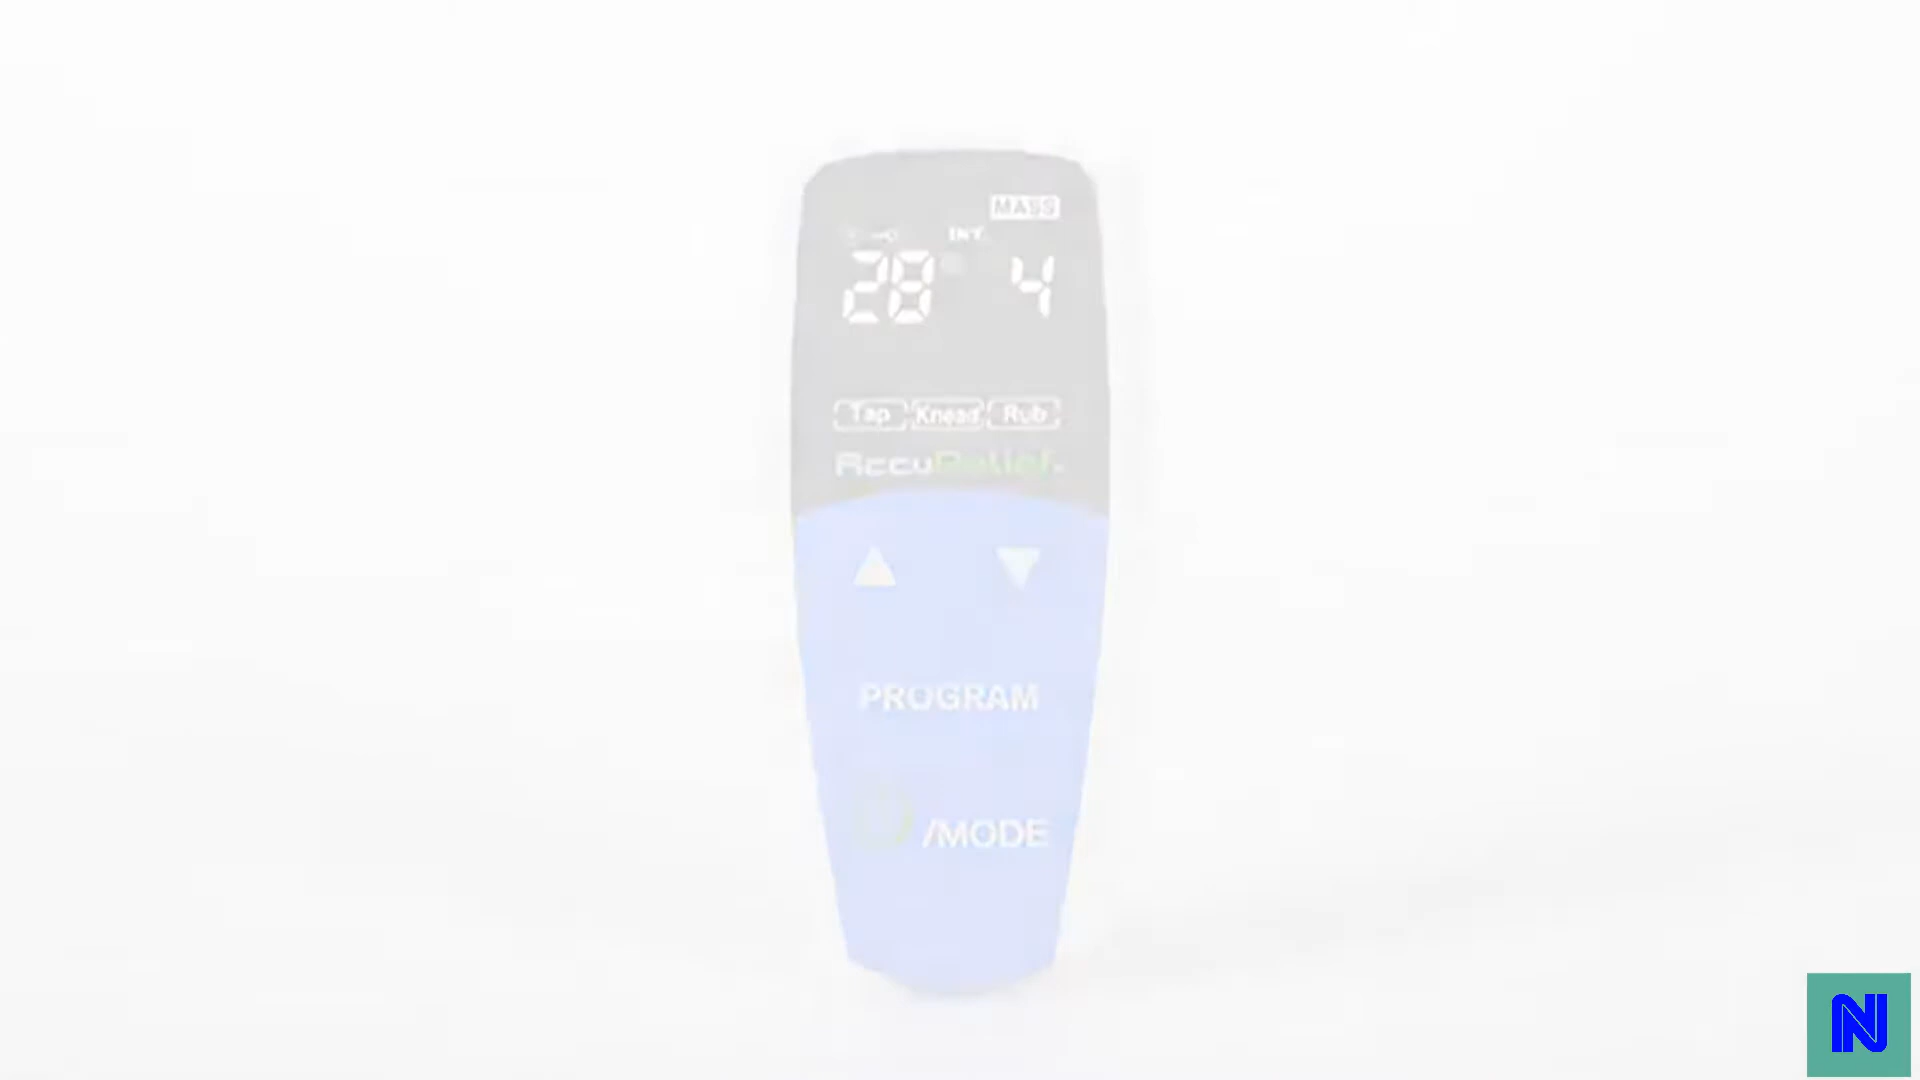 MASS
INT.
28 4
Tap Knead Rub
AccuRelief
PROGRAM
/MODE
N